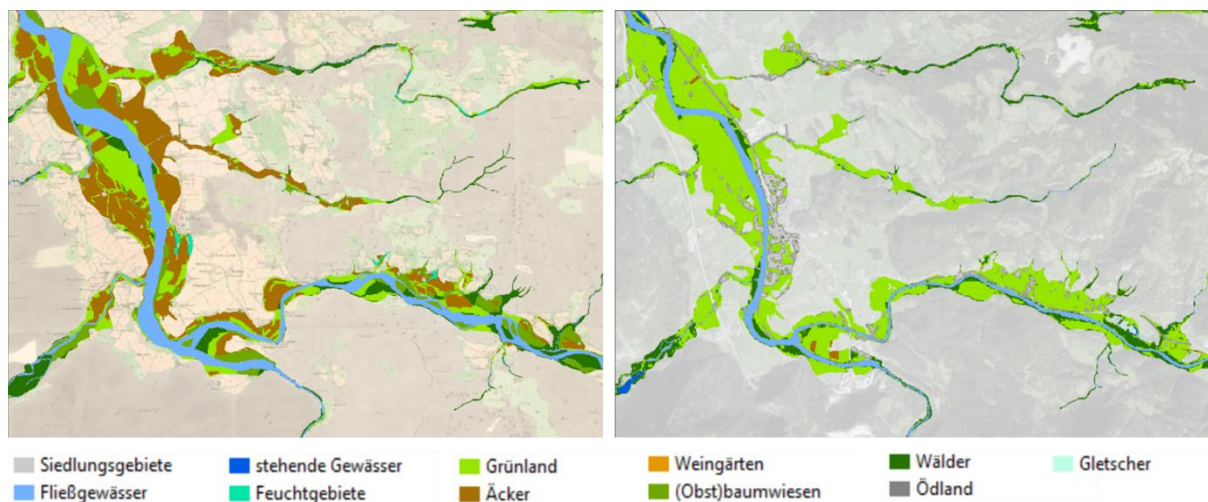 Siedlungsgebiete stehende Gewässer Grünland Weingärten Wälder Gletscher
Fließgewässer Feuchtgebiete Äcker (Obst)baumwiesen Ödland